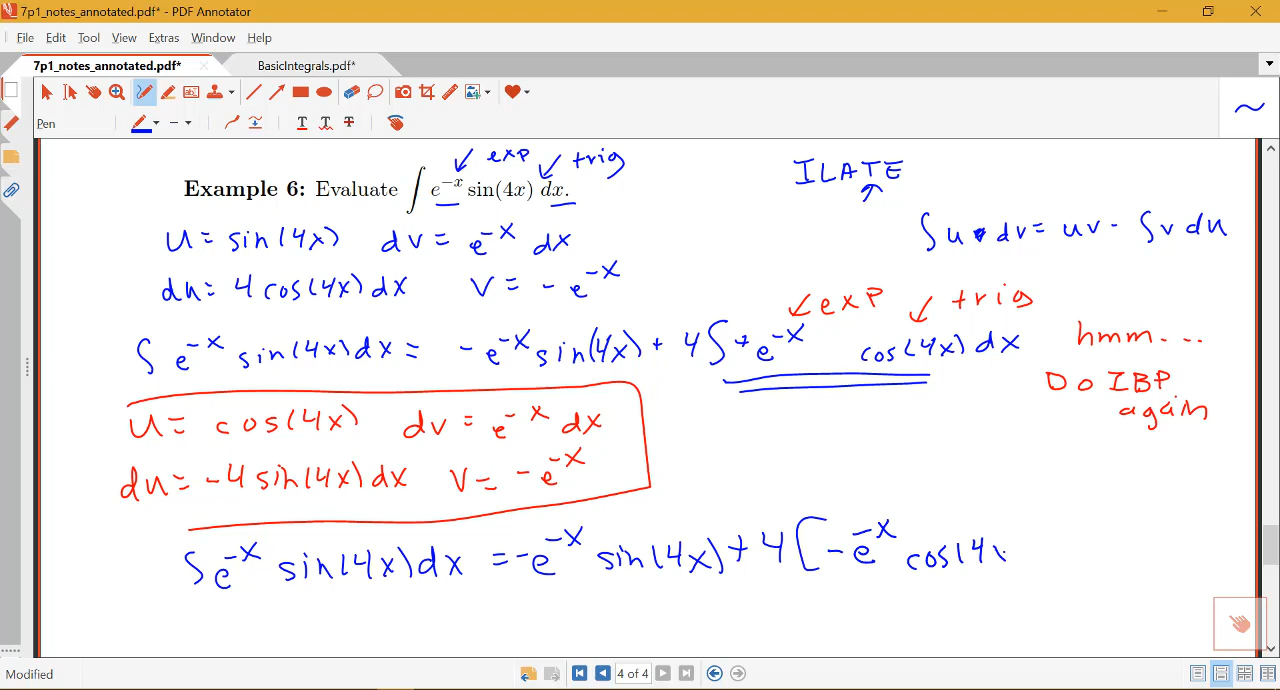 7p1_notes_annotated.pdf* - PDF Annotator
File Edit Tool View Extras Window Help
7p1_notes_annotated.pdf* BasicIntegrals.pdf*
Pen
exp trig
Example 6: Evaluate ∫ e^{-x} sin(4x) dx.
ILATE
u = sin(4x) dv = e^{-x} dx
∫ u · dv = uv - ∫ v du
du = 4 cos(4x) dx v = - e^{-x}
exp trig
∫ e^{-x} sin(4x) dx = - e^{-x} sin(4x) + 4 ∫ + e^{-x} cos(4x) dx
hmm...
Do IBP
again
u = cos(4x) dv = e^{-x} dx
du = -4 sin(4x) dx v = - e^{-x}
∫ e^{-x} sin(4x) dx = - e^{-x} sin(4x) + 4 [ - e^{-x} cos(4x
Modified 4 of 4